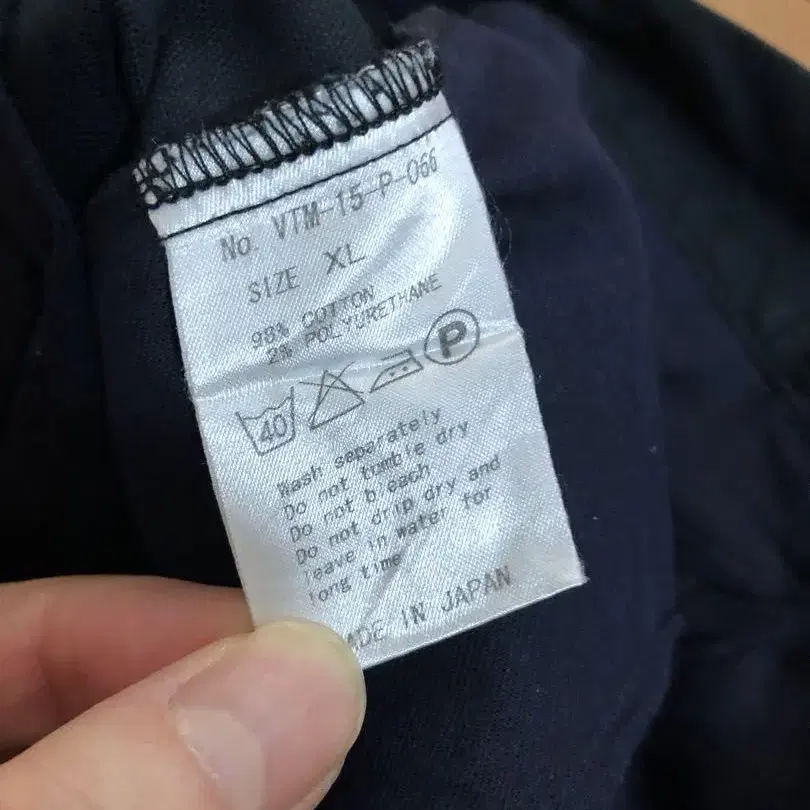 No. VTM-15-P-066
SIZE XL
98% COTTON
2% POLYURETHANE
40 P
Wash separately
Do not tumble dry
Do not bleach
Do not drip dry and
leave in water for
long time
MADE IN JAPAN